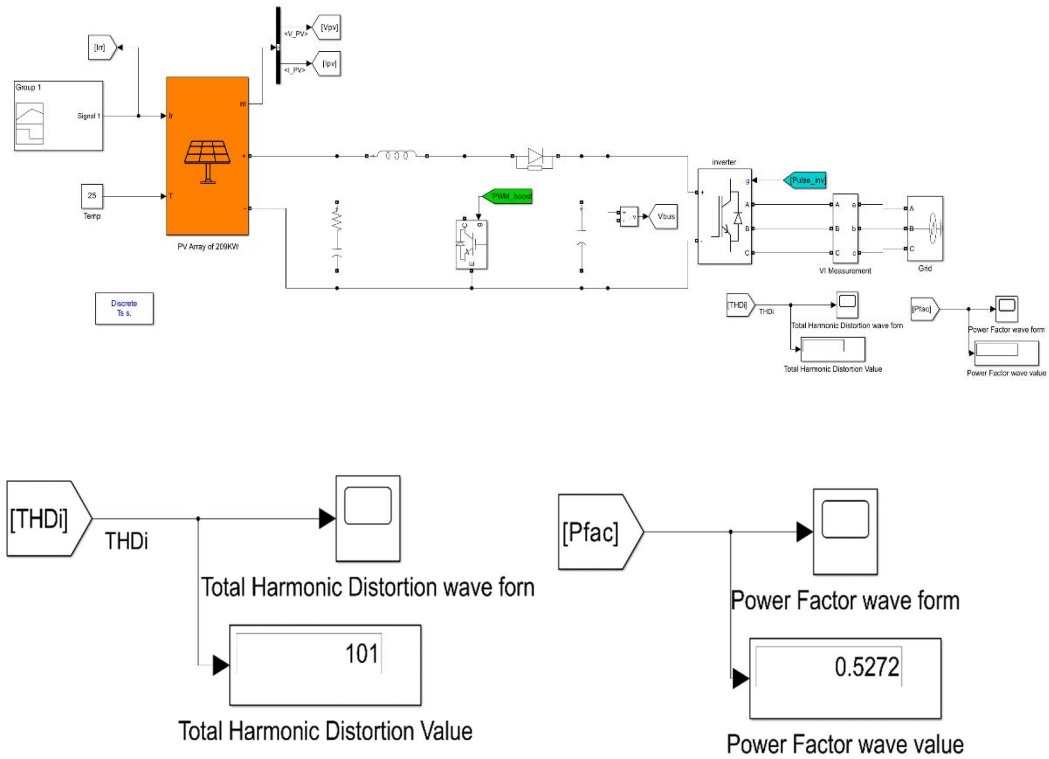 <V_PV>
[Vpv]
<I_PV>
[Ipv]
[Irr]
Group 1
Signal 1
Ir
m
+
T
-
25
Temp
PV Array of 209KW
PWM_boost
C
g
E
+
-
v
Vbus
inverter
g
[Pulse_inv]
+
-
A
B
C
A
B
C
a
b
c
VI Measurement
A
B
C
Grid
Discrete
Ts s.
[THDi]
THDi
Total Harmonic Distortion wave forn
Total Harmonic Distortion Value
[Pfac]
Power Factor wave form
Power Factor wave value
[THDi]
THDi
Total Harmonic Distortion wave forn
101
Total Harmonic Distortion Value
[Pfac]
Power Factor wave form
0.5272
Power Factor wave value